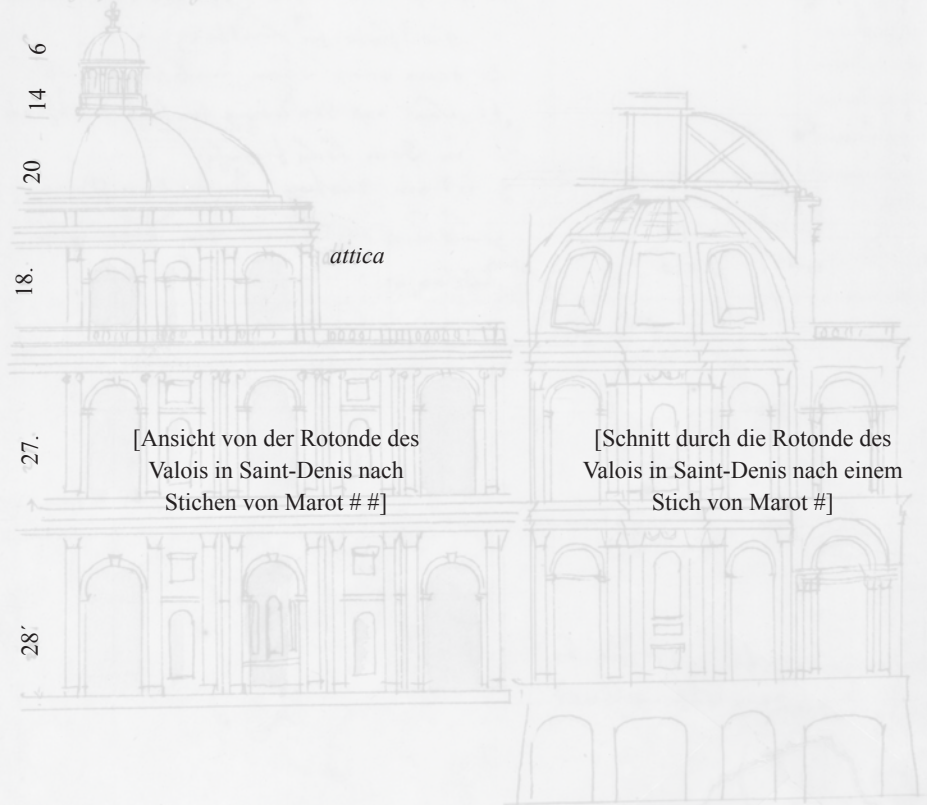 6
14
20
18.
attica
27.
[Ansicht von der Rotonde des
Valois in Saint-Denis nach
Stichen von Marot # #]
[Schnitt durch die Rotonde des
Valois in Saint-Denis nach einem
Stich von Marot #]
28′